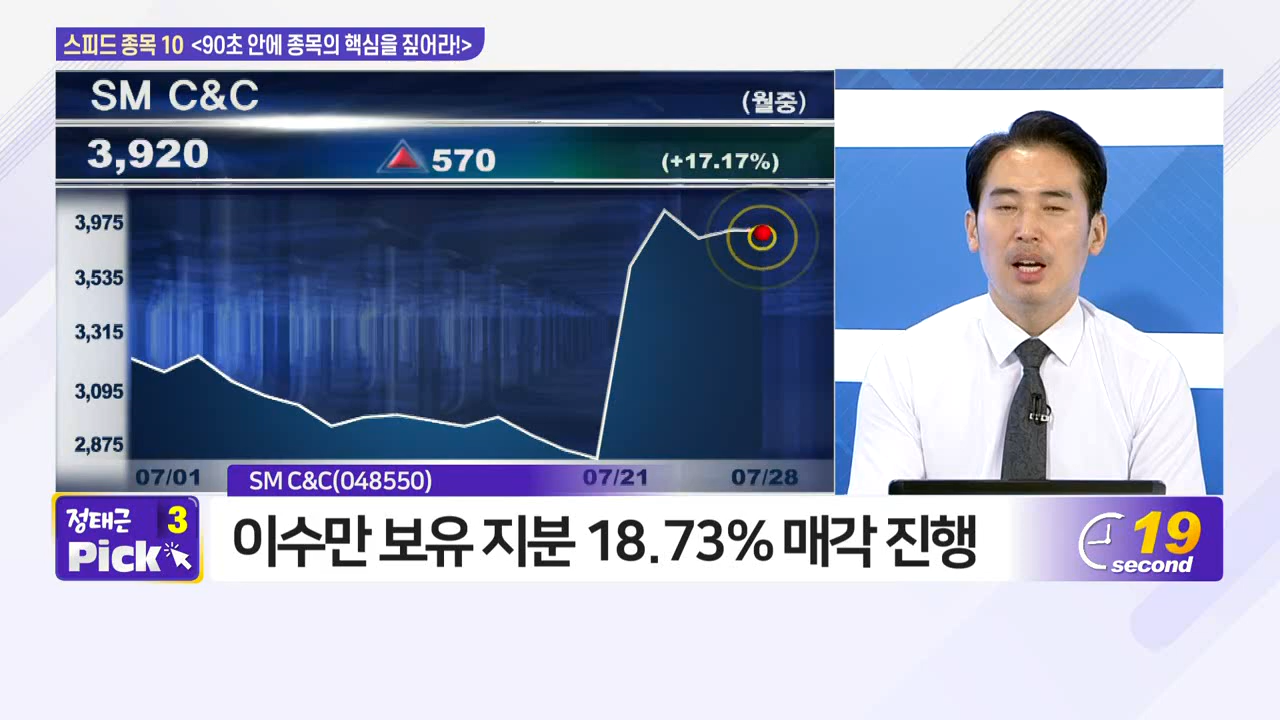 스피드 종목 10 <90초 안에 종목의 핵심을 짚어라!>
SM C&C
(월중)
3,920
570
(+17.17%)
3,975
3,535
3,315
3,095
2,875
07/01
07/21
07/28
SM C&C(048550)
정태근 3
Pick
이수만 보유 지분 18.73% 매각 진행
19
second